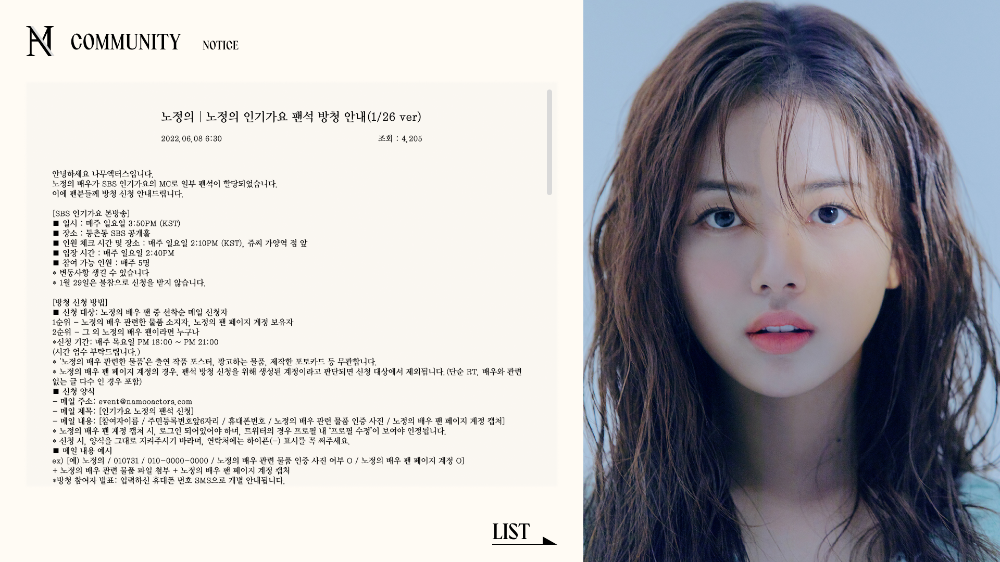 COMMUNITY NOTICE
노정의 | 노정의 인기가요 팬석 방청 안내(1/26 ver)
2022.06.08 6:30 조회 : 4,205
안녕하세요 나무엑터스입니다.
노정의 배우가 SBS 인기가요의 MC로 일부 팬석이 할당되었습니다.
이에 팬분들께 방청 신청 안내드립니다.
[SBS 인기가요 본방송]
■ 일시 : 매주 일요일 3:50PM (KST)
■ 장소 : 등촌동 SBS 공개홀
■ 인원 체크 시간 및 장소 : 매주 일요일 2:10PM (KST), 쥬씨 가양역 점 앞
■ 입장 시간 : 매주 일요일 2:40PM
■ 참여 가능 인원 : 매주 5명
* 변동사항 생길 수 있습니다
* 1월 29일은 불참으로 신청을 받지 않습니다.
[방청 신청 방법]
■ 신청 대상: 노정의 배우 팬 중 선착순 메일 신청자
1순위 - 노정의 배우 관련한 물품 소지자, 노정의 팬 페이지 계정 보유자
2순위 - 그 외 노정의 배우 팬이라면 누구나
*신청 기간: 매주 목요일 PM 18:00 ~ PM 21:00
(시간 엄수 부탁드립니다.)
* '노정의 배우 관련한 물품'은 출연 작품 포스터, 광고하는 물품, 제작한 포토카드 등 무관합니다.
* 노정의 배우 팬 페이지 계정의 경우, 팬석 방청 신청을 위해 생성된 계정이라고 판단되면 신청 대상에서 제외됩니다.(단순 RT, 배우와 관련
없는 글 다수 인 경우 포함)
■ 신청 양식
- 메일 주소: event@namooactors.com
- 메일 제목: [인기가요 노정의 팬석 신청]
- 메일 내용: [참여자이름 / 주민등록번호앞6자리 / 휴대폰번호 / 노정의 배우 관련 물품 인증 사진 / 노정의 배우 팬 페이지 계정 캡처]
* 노정의 배우 팬 계정 캡처 시, 로그인 되어있어야 하며, 트위터의 경우 프로필 내 '프로필 수정'이 보여야 인정됩니다.
* 신청 시, 양식을 그대로 지켜주시기 바라며, 연락처에는 하이픈(-) 표시를 꼭 써주세요.
■ 메일 내용 예시
ex) [예) 노정의 / 010731 / 010-0000-0000 / 노정의 배우 관련 물품 인증 사진 여부 O / 노정의 배우 팬 페이지 계정 O]
+ 노정의 배우 관련 물품 파일 첨부 + 노정의 배우 팬 페이지 계정 캡처
*방청 참여자 발표: 입력하신 휴대폰 번호 SMS으로 개별 안내됩니다.
LIST